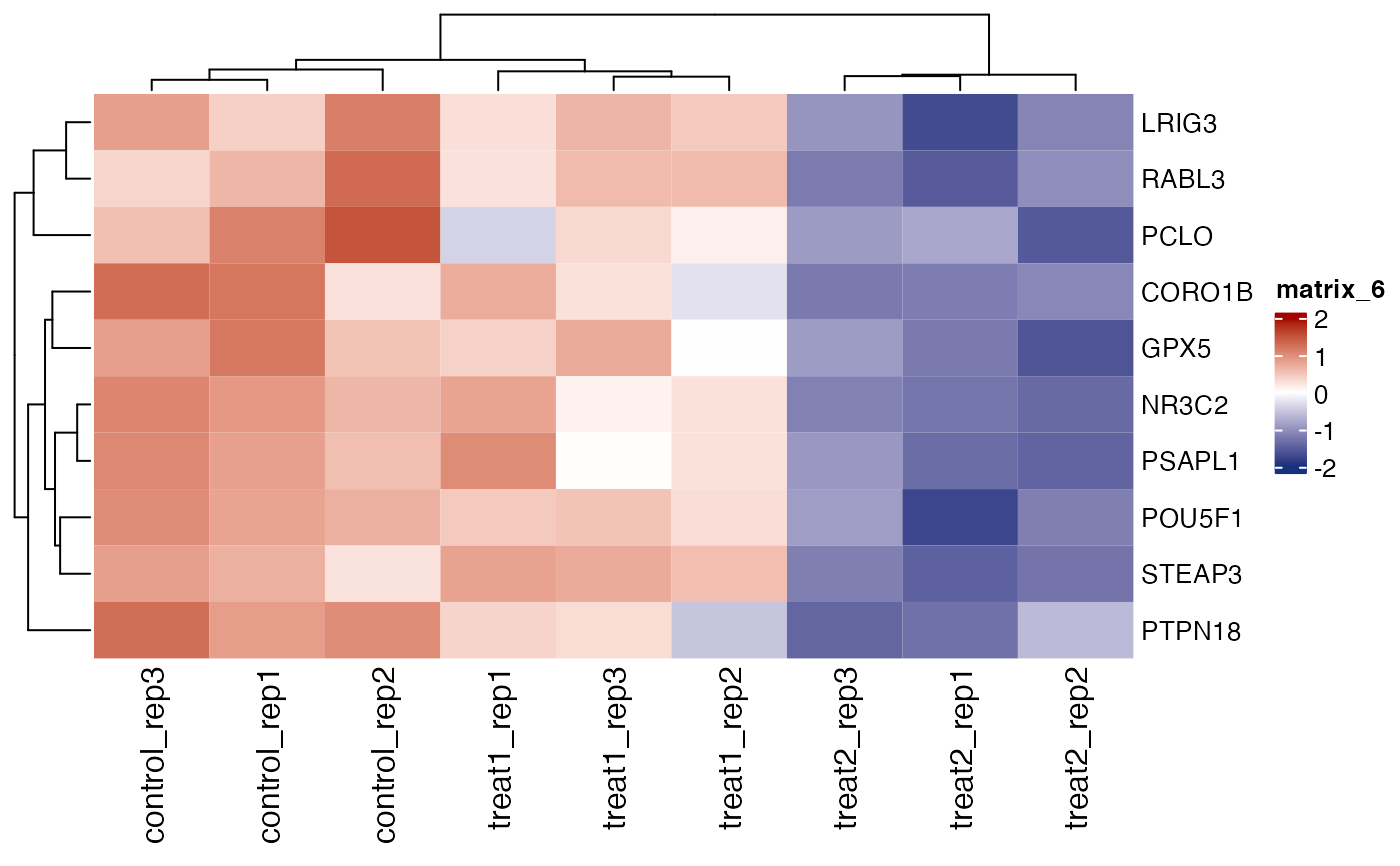 LRIG3
RABL3
PCLO
CORO1B
GPX5
NR3C2
PSAPL1
POU5F1
STEAP3
PTPN18
matrix_6
2
1
0
-1
-2
control_rep3
control_rep1
control_rep2
treat1_rep1
treat1_rep3
treat1_rep2
treat2_rep3
treat2_rep1
treat2_rep2